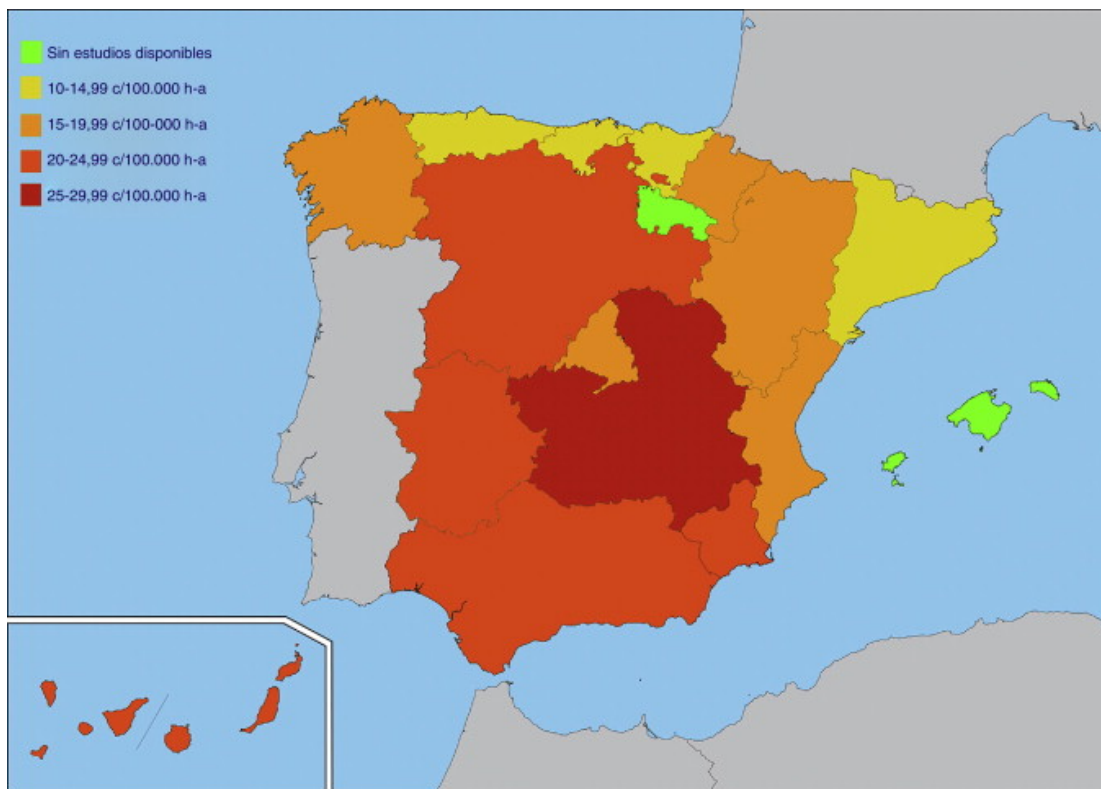 Sin estudios disponibles
10-14,99 c/100.000 h-a
15-19,99 c/100-000 h-a
20-24,99 c/100.000 h-a
25-29,99 c/100.000 h-a